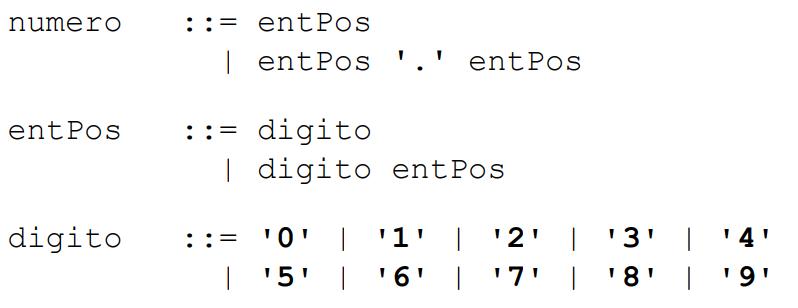 numero ::= entPos
| entPos '.' entPos
entPos ::= digito
| digito entPos
digito ::= '0' | '1' | '2' | '3' | '4'
| '5' | '6' | '7' | '8' | '9'